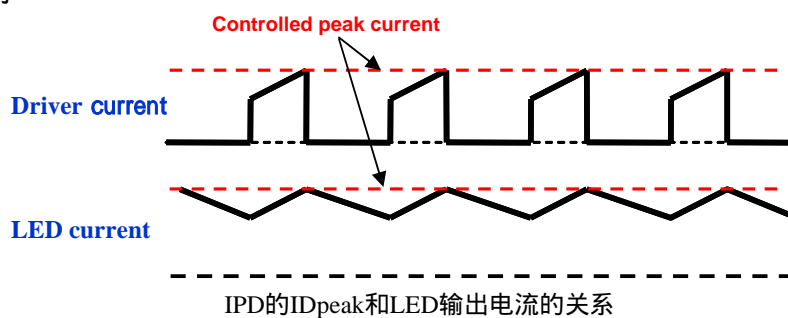 Controlled peak current
Driver current
LED current
IPD的IDpeak和LED输出电流的关系